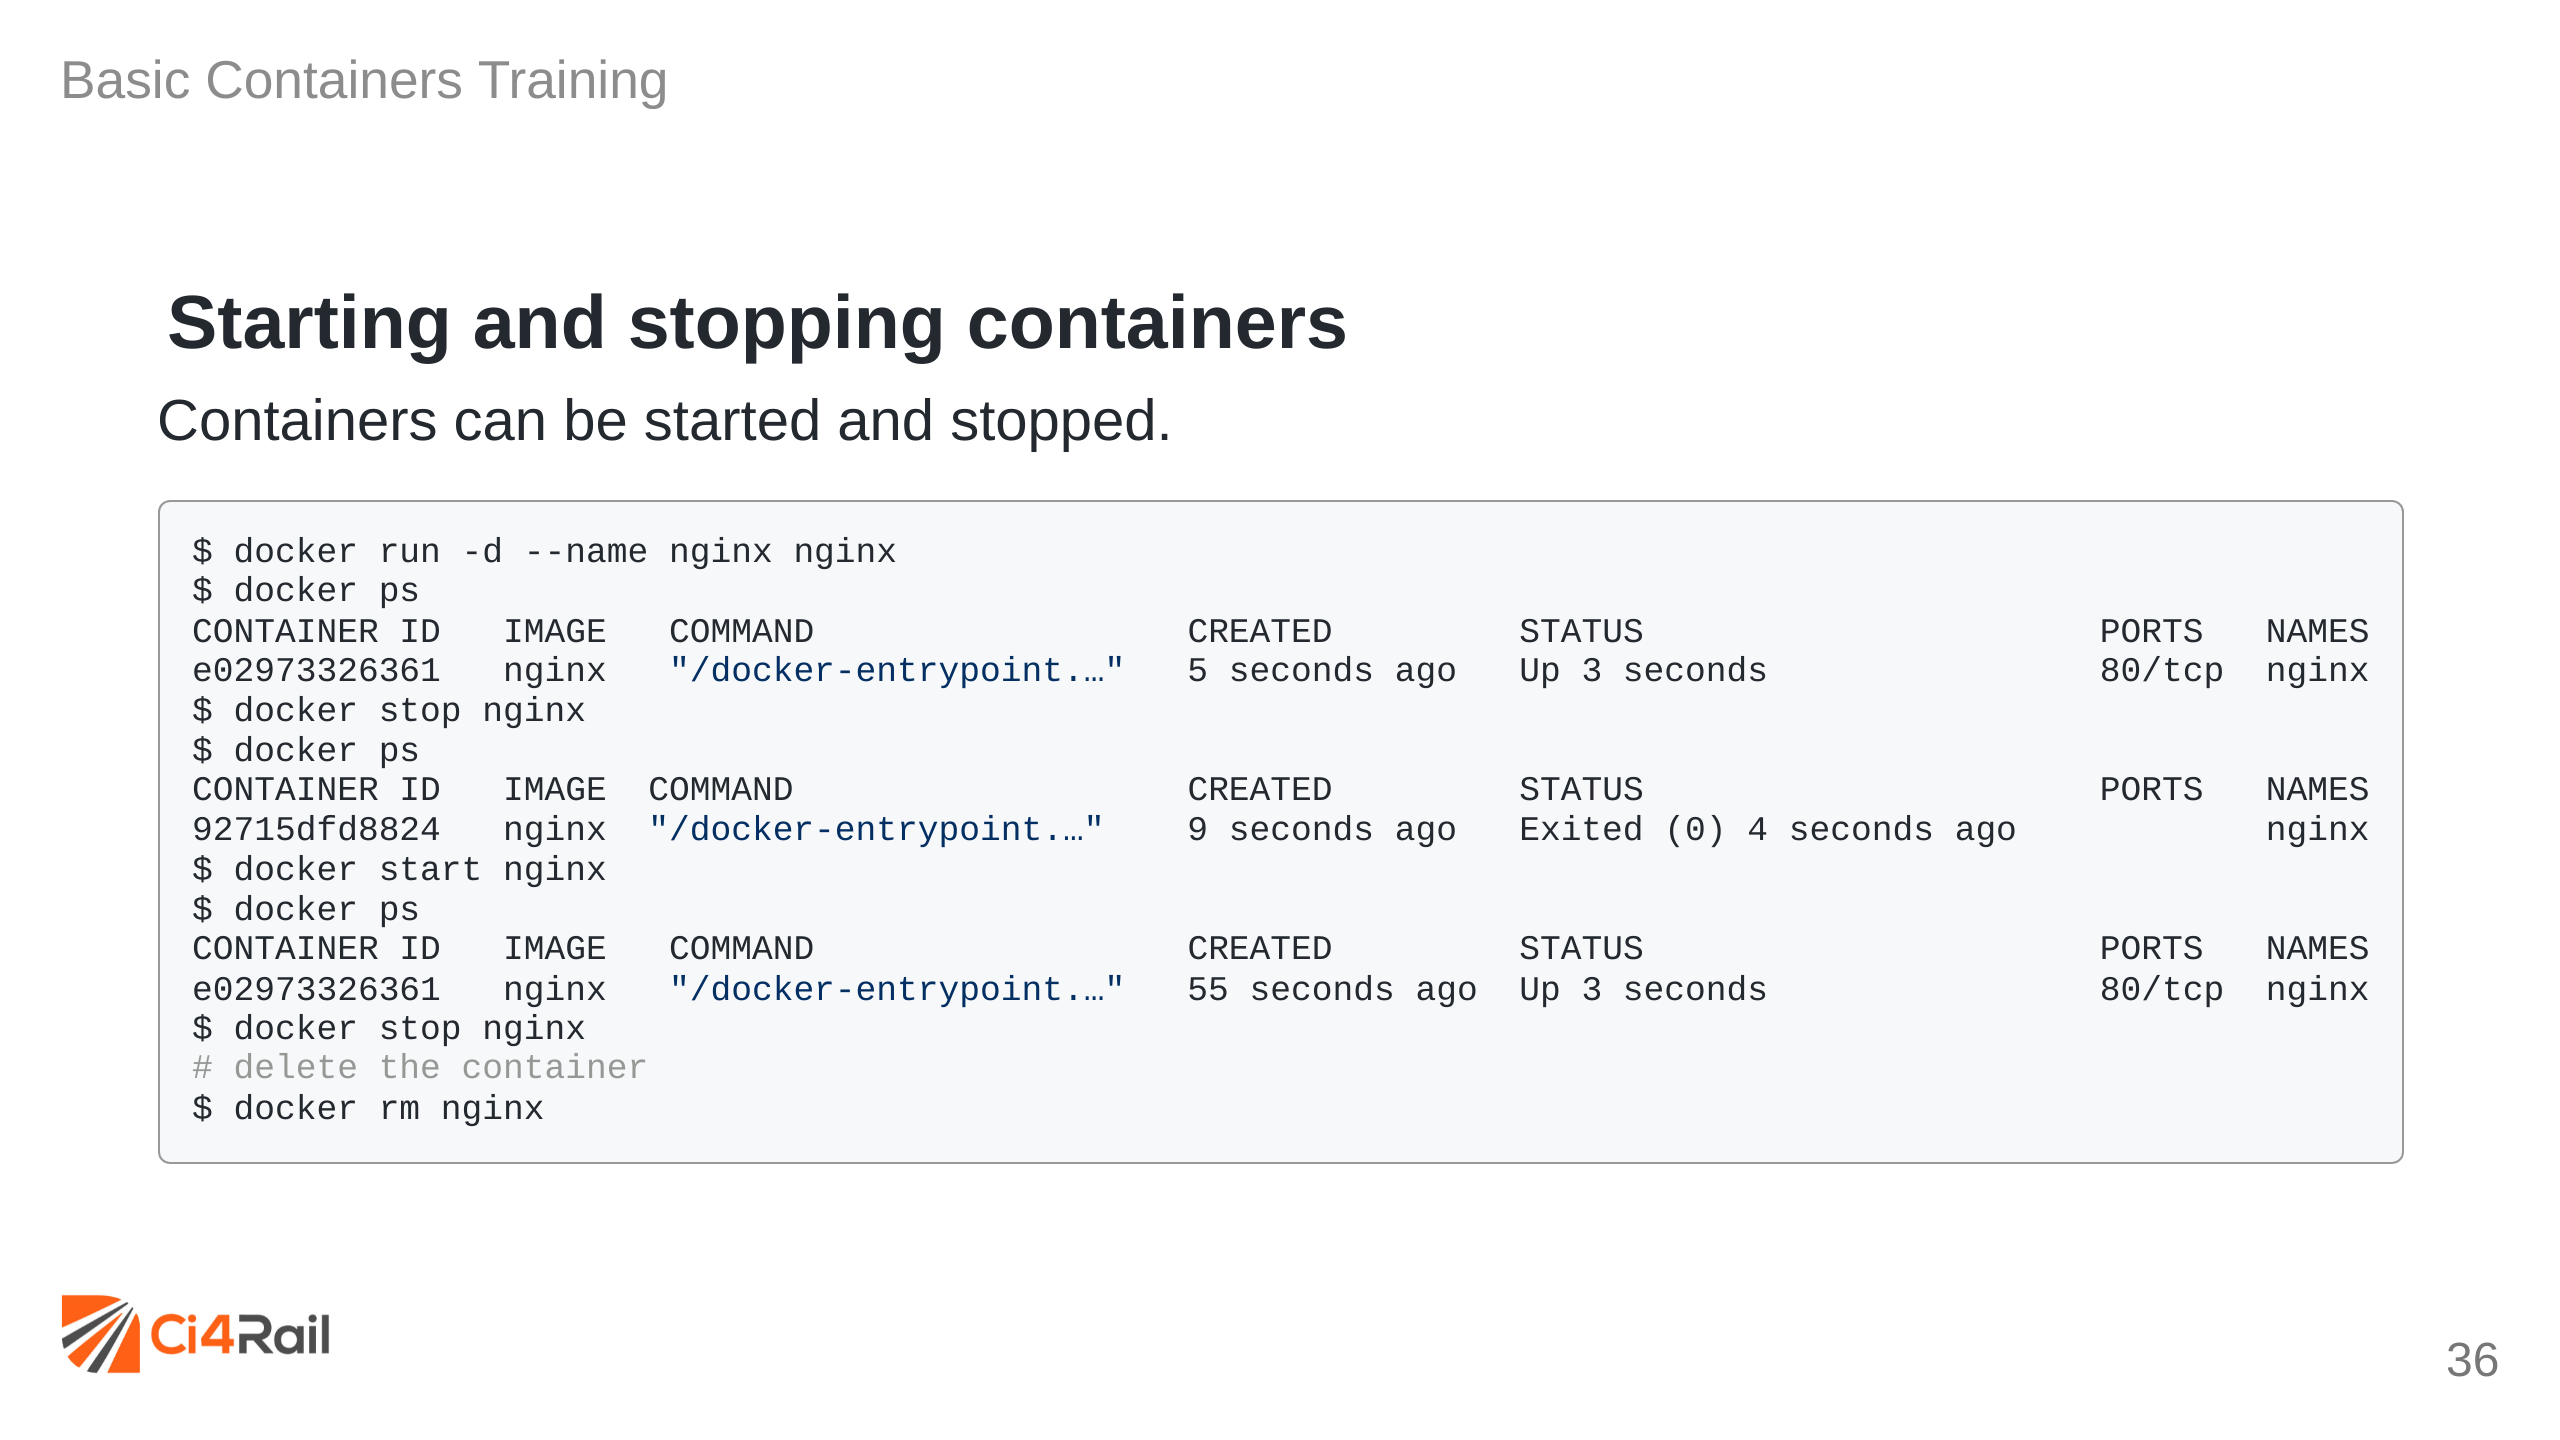 Basic Containers Training
Starting and stopping containers
Containers can be started and stopped.
$ docker run -d --name nginx nginx
$ docker ps
CONTAINER ID   IMAGE   COMMAND                  CREATED         STATUS                      PORTS   NAMES
e02973326361   nginx   "/docker-entrypoint.…"   5 seconds ago   Up 3 seconds                80/tcp  nginx
$ docker stop nginx
$ docker ps
CONTAINER ID   IMAGE  COMMAND                   CREATED         STATUS                      PORTS   NAMES
92715dfd8824   nginx  "/docker-entrypoint.…"    9 seconds ago   Exited (0) 4 seconds ago            nginx
$ docker start nginx
$ docker ps
CONTAINER ID   IMAGE   COMMAND                  CREATED         STATUS                      PORTS   NAMES
e02973326361   nginx   "/docker-entrypoint.…"   55 seconds ago  Up 3 seconds                80/tcp  nginx
$ docker stop nginx
# delete the container
$ docker rm nginx
Ci4Rail
36